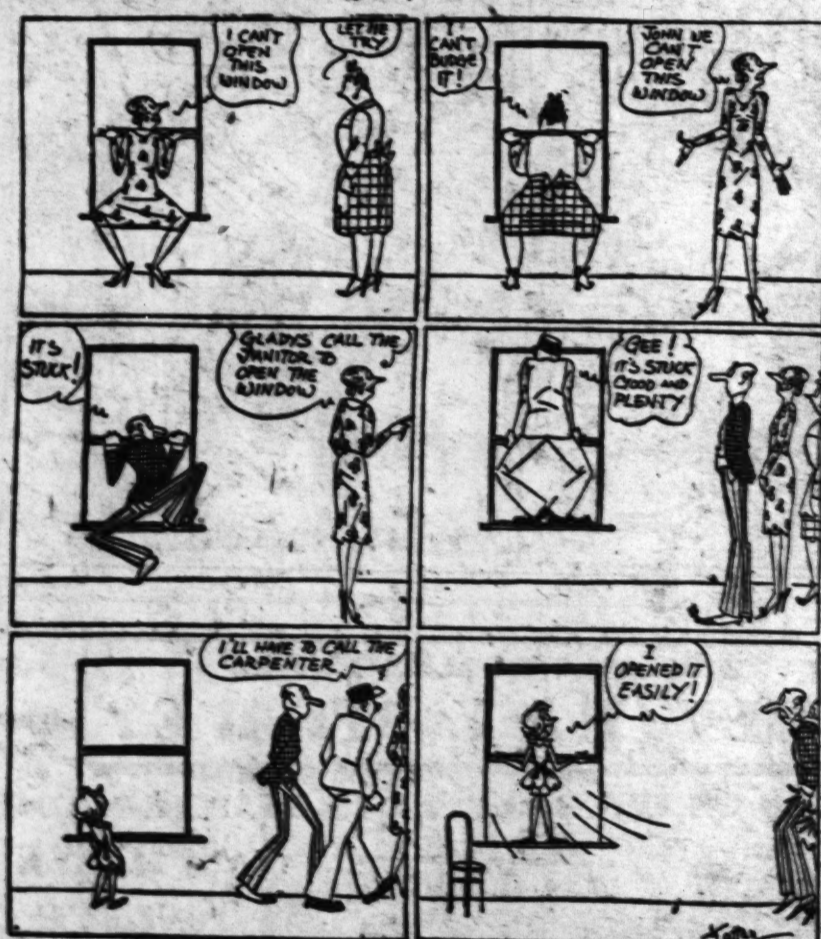 I CAN'T
OPEN
THIS
WINDOW
LET ME
TRY
I
CAN'T
BUDGE
IT!
JOHN WE
CAN'T
OPEN
THIS
WINDOW
IT'S
STUCK!
GLADYS CALL THE
JANITOR TO
OPEN THE
WINDOW
GEE!
IT'S STUCK
GOOD AND
PLENTY
I'LL HAVE TO CALL THE
CARPENTER
I
OPENED IT
EASILY!